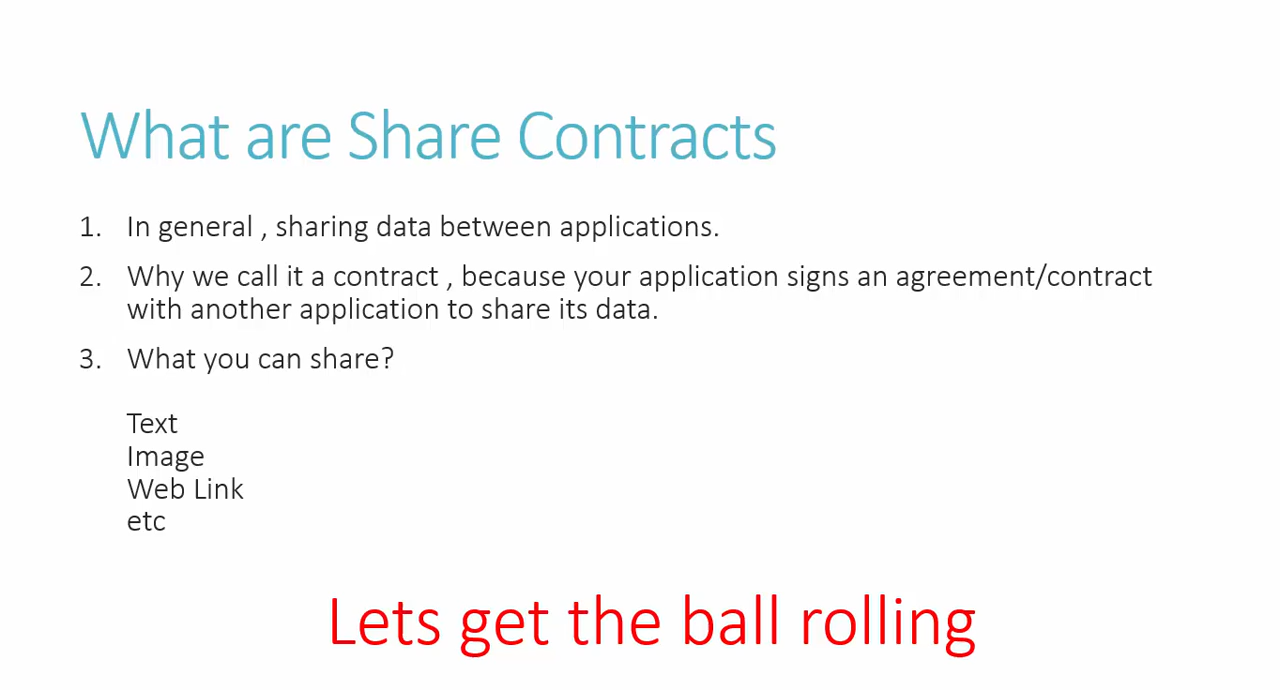 What are Share Contracts
1. In general , sharing data between applications.
2. Why we call it a contract , because your application signs an agreement/contract
with another application to share its data.
3. What you can share?
Text
Image
Web Link
etc
Lets get the ball rolling